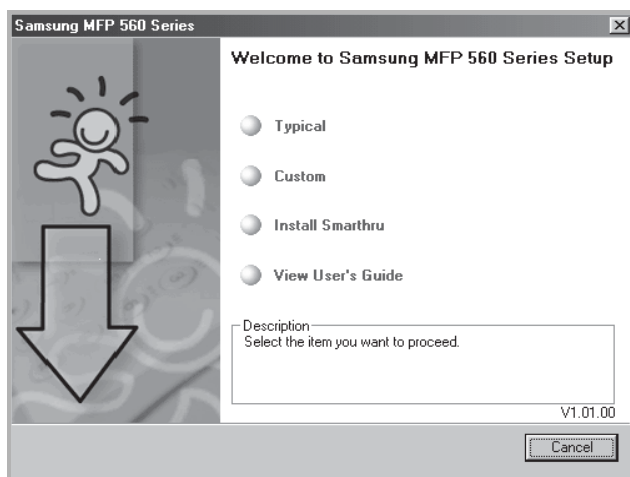 Samsung MFP 560 Series
Welcome to Samsung MFP 560 Series Setup
Typical
Custom
Install Smarthru
View User's Guide
Description
Select the item you want to proceed.
V1.01.00
Cancel